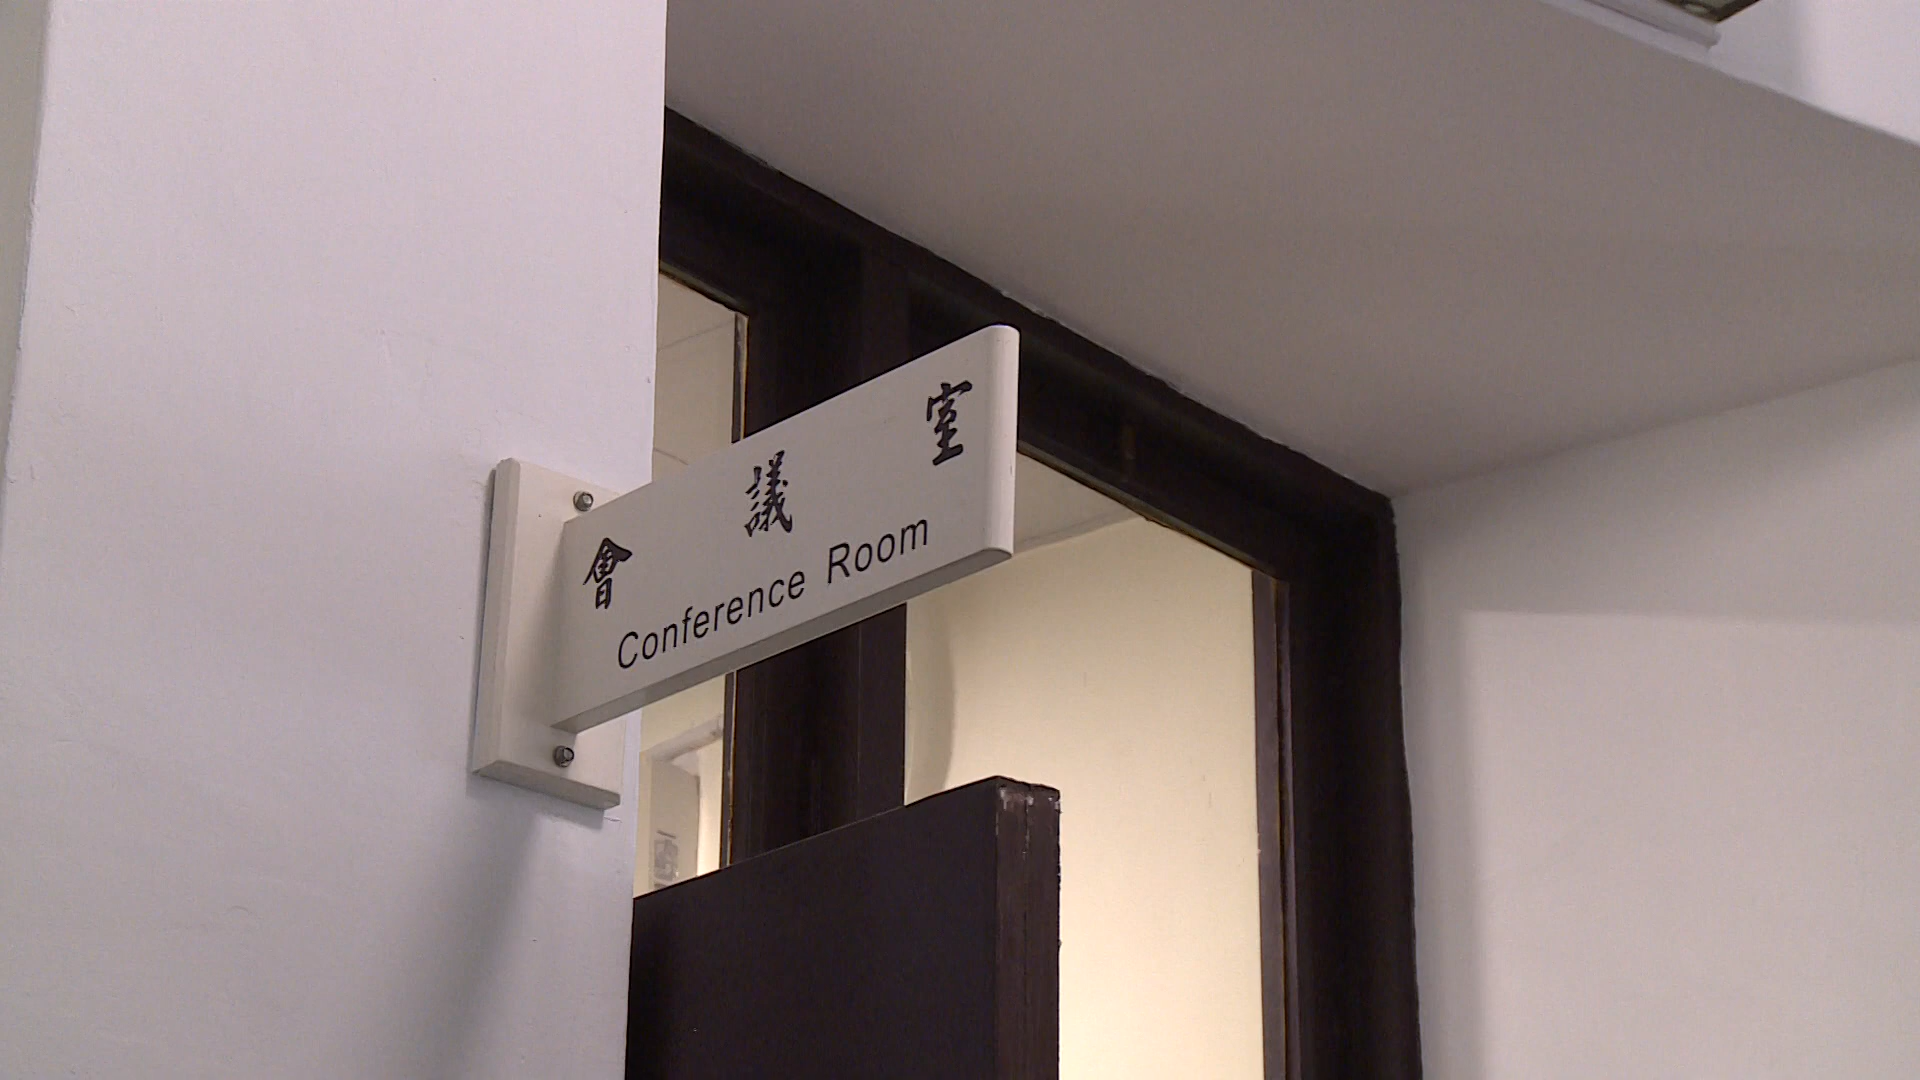 會議室
Conference Room